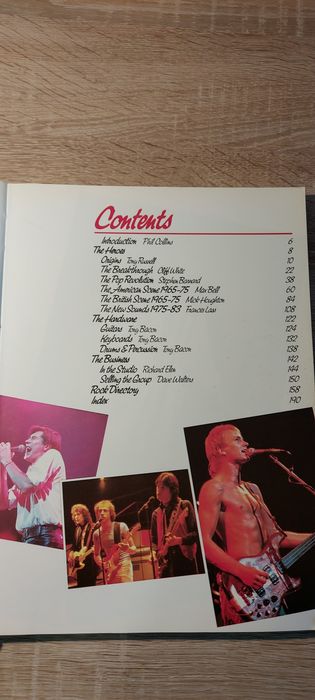 Contents
Introduction Phil Collins 6
The Heroes 8
Origins Tony Russell 10
The Breakthrough Cliff White 22
The Pop Revolution Stephen Barnard 38
The American Scene 1965-75 Max Bell 60
The British Scene 1965-75 Mick Houghton 84
The New Sounds 1975-83 Frances Lass 108
The Hardware 122
Guitars Tony Bacon 124
Keyboards Tony Bacon 132
Drums & Percussion Tony Bacon 138
The Business 142
In the Studio Richard Elen 144
Selling the Group Dave Walters 150
Rock Directory 158
Index 190